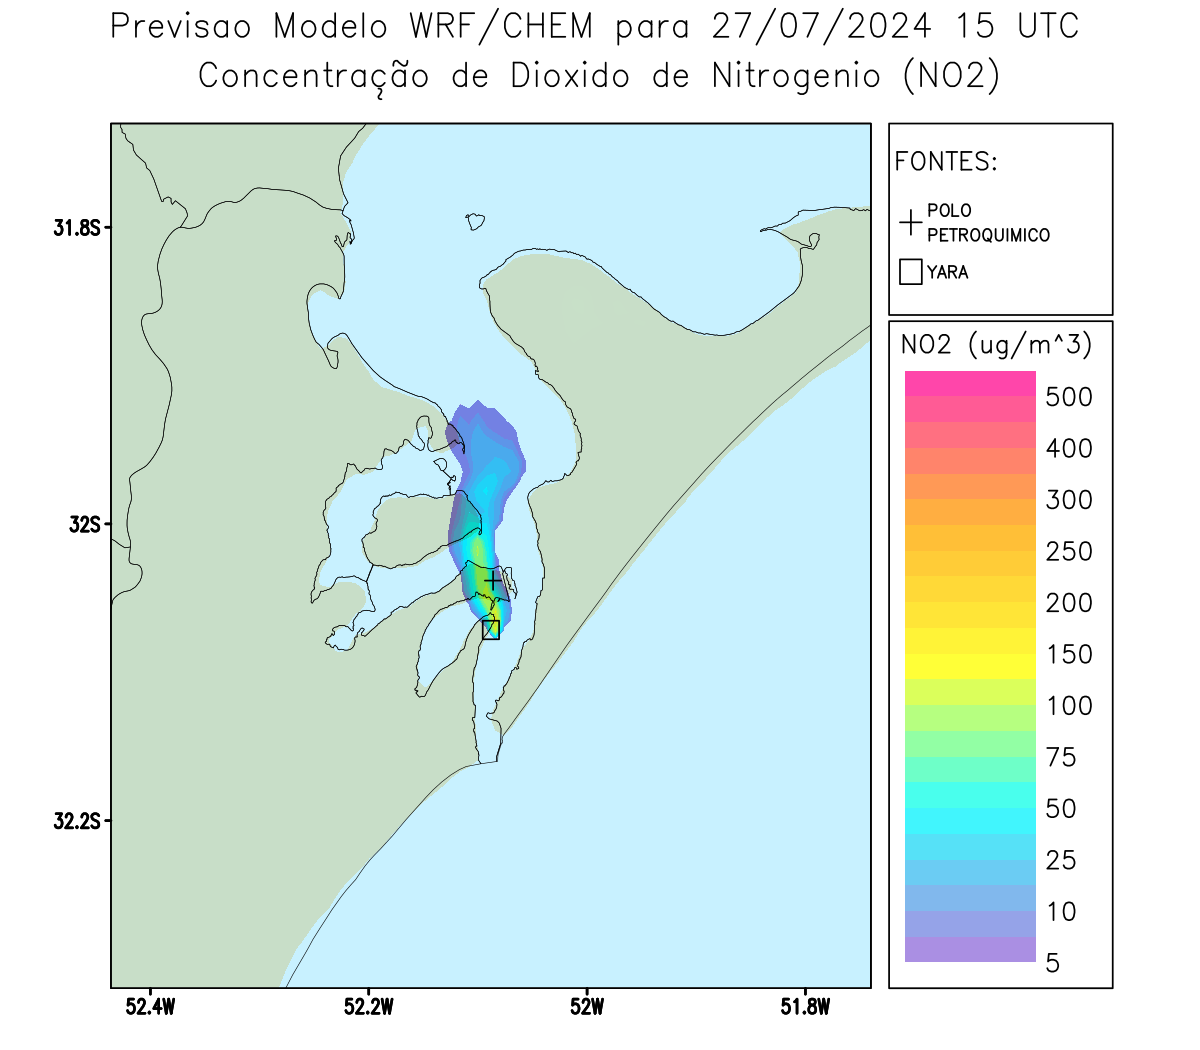 Previsao Modelo WRF/CHEM para 27/07/2024 15 UTC
Concentração de Dioxido de Nitrogenio (NO2)
FONTES:
POLO
PETROQUIMICO
YARA
NO2 (ug/m^3)
500
400
300
250
200
150
100
75
50
25
10
5
31.8S
32S
32.2S
52.4W
52.2W
52W
51.8W